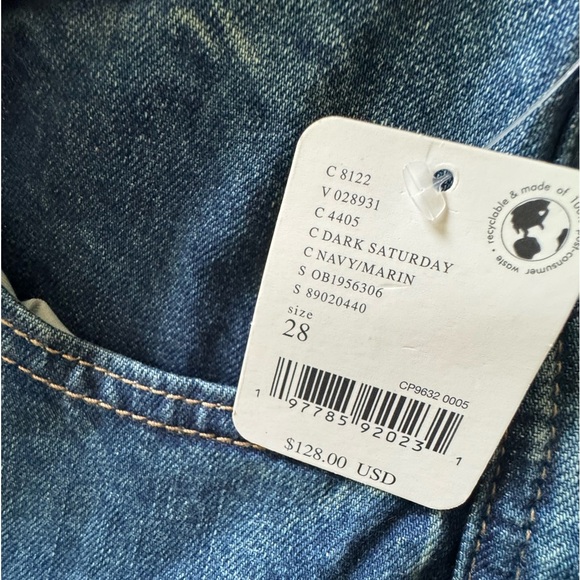 C 8122
V 028931
C 4405
C DARK SATURDAY
C NAVY/MARIN
S OB1956306
S 89020440
size
28
CP9632 0005
1 97785 92023 1
$128.00 USD
recyclable & made of 10
post-consumer
waste